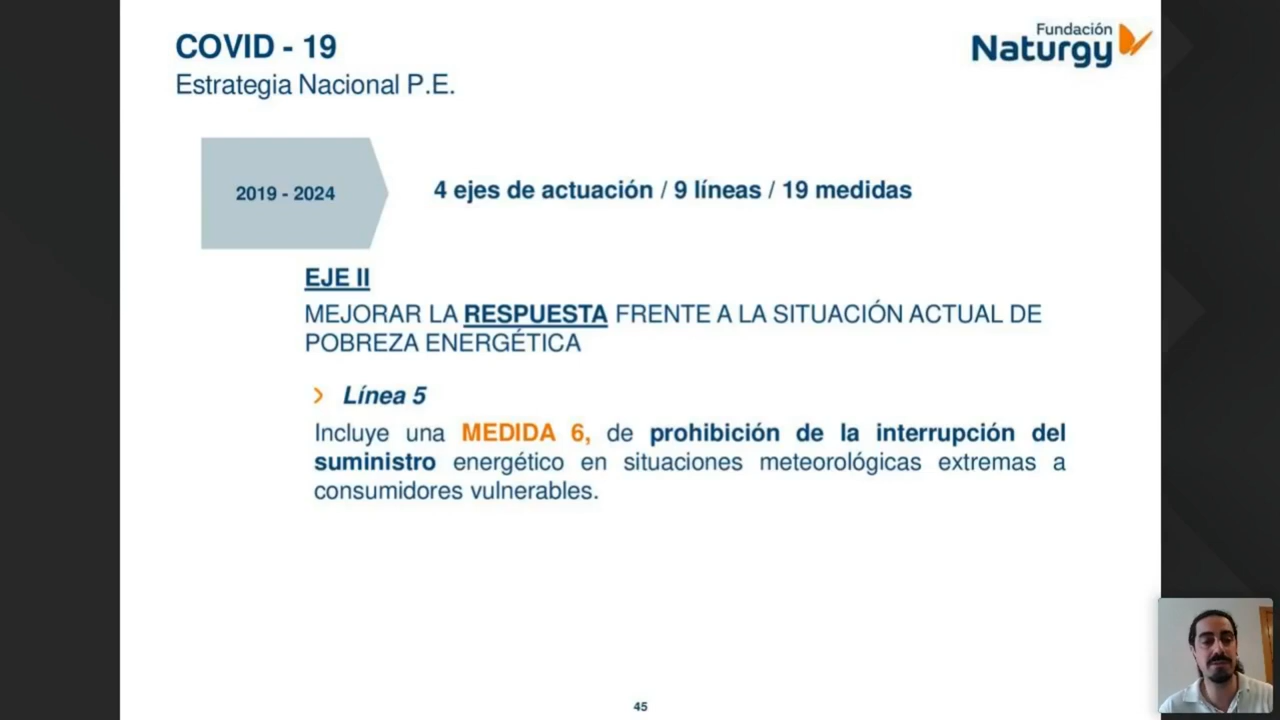 COVID - 19
Estrategia Nacional P.E.
Fundación
Naturgy
2019 - 2024
4 ejes de actuación / 9 líneas / 19 medidas
EJE II
MEJORAR LA RESPUESTA FRENTE A LA SITUACIÓN ACTUAL DE
POBREZA ENERGÉTICA
Línea 5
Incluye una MEDIDA 6, de prohibición de la interrupción del
suministro energético en situaciones meteorológicas extremas a
consumidores vulnerables.
45